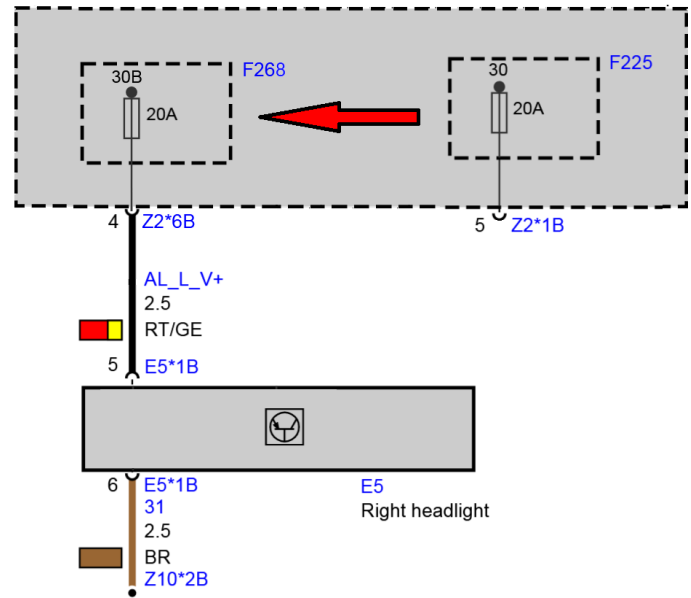 F268
30B
20A
F225
30
20A
4 Z2*6B
5 Z2*1B
AL_L_V+
2.5
RT/GE
5 E5*1B
6 E5*1B
31
2.5
BR
Z10*2B
E5
Right headlight